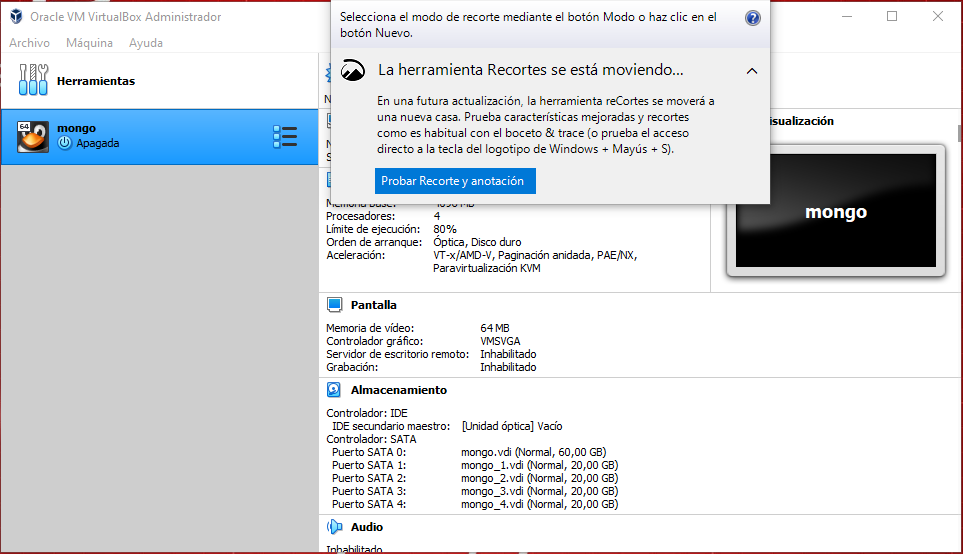 Oracle VM VirtualBox Administrador
Archivo Máquina Ayuda
Herramientas
64
mongo
Apagada
Selecciona el modo de recorte mediante el botón Modo o haz clic en el
botón Nuevo.
La herramienta Recortes se está moviendo...
En una futura actualización, la herramienta reCortes se moverá a
una nueva casa. Prueba características mejoradas y recortes
como es habitual con el boceto & trace (o prueba el acceso
directo a la tecla del logotipo de Windows + Mayús + S).
Probar Recorte y anotación
Procesadores: 4
Límite de ejecución: 80%
Orden de arranque: Óptica, Disco duro
Aceleración: VT-x/AMD-V, Paginación anidada, PAE/NX,
Paravirtualización KVM
isualización
mongo
Pantalla
Memoria de vídeo: 64 MB
Controlador gráfico: VMSVGA
Servidor de escritorio remoto: Inhabilitado
Grabación: Inhabilitado
Almacenamiento
Controlador: IDE
IDE secundario maestro: [Unidad óptica] Vacío
Controlador: SATA
Puerto SATA 0: mongo.vdi (Normal, 60,00 GB)
Puerto SATA 1: mongo_1.vdi (Normal, 20,00 GB)
Puerto SATA 2: mongo_2.vdi (Normal, 20,00 GB)
Puerto SATA 3: mongo_3.vdi (Normal, 20,00 GB)
Puerto SATA 4: mongo_4.vdi (Normal, 20,00 GB)
Audio
Inhabilitado